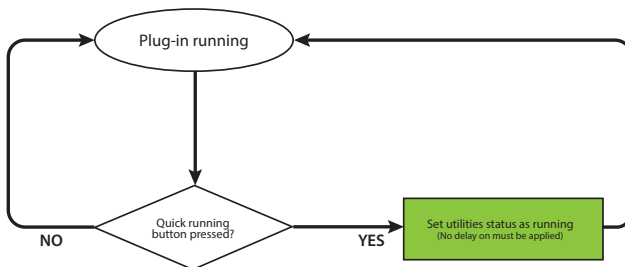 Plug-in running
Quick running
button pressed?
NO
YES
Set utilities status as running
(No delay on must be applied)